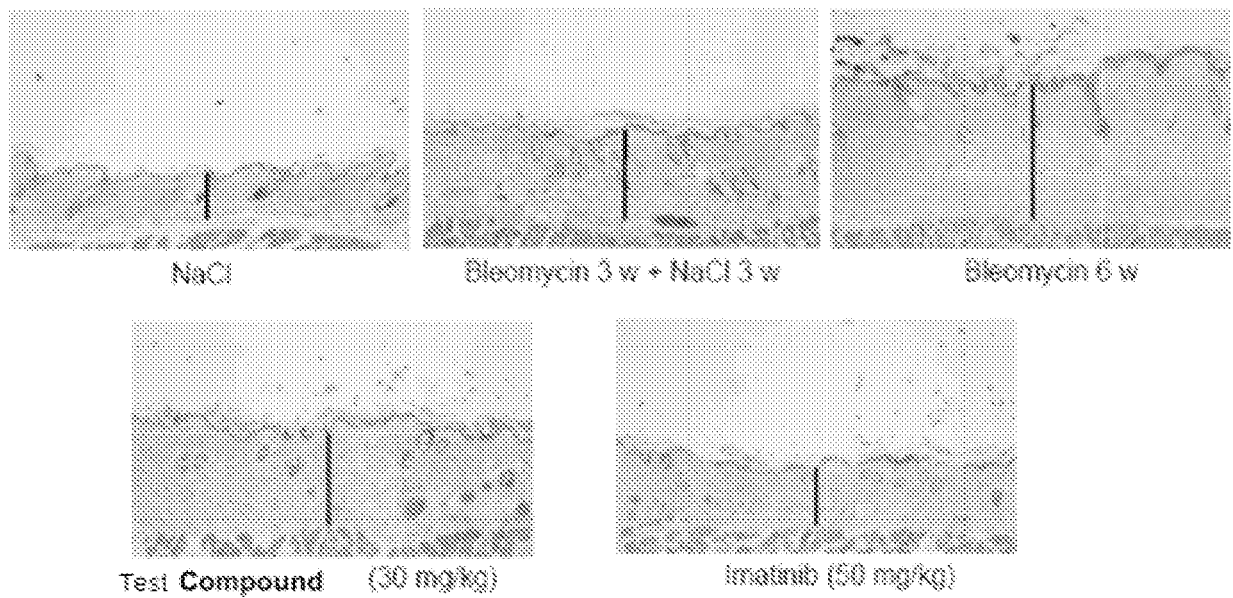 NaCl
Bleomycin 3 w + NaCl 3 w
Bleomycin 6 w
Test Compound (30 mg/kg)
Imatinib (50 mg/kg)